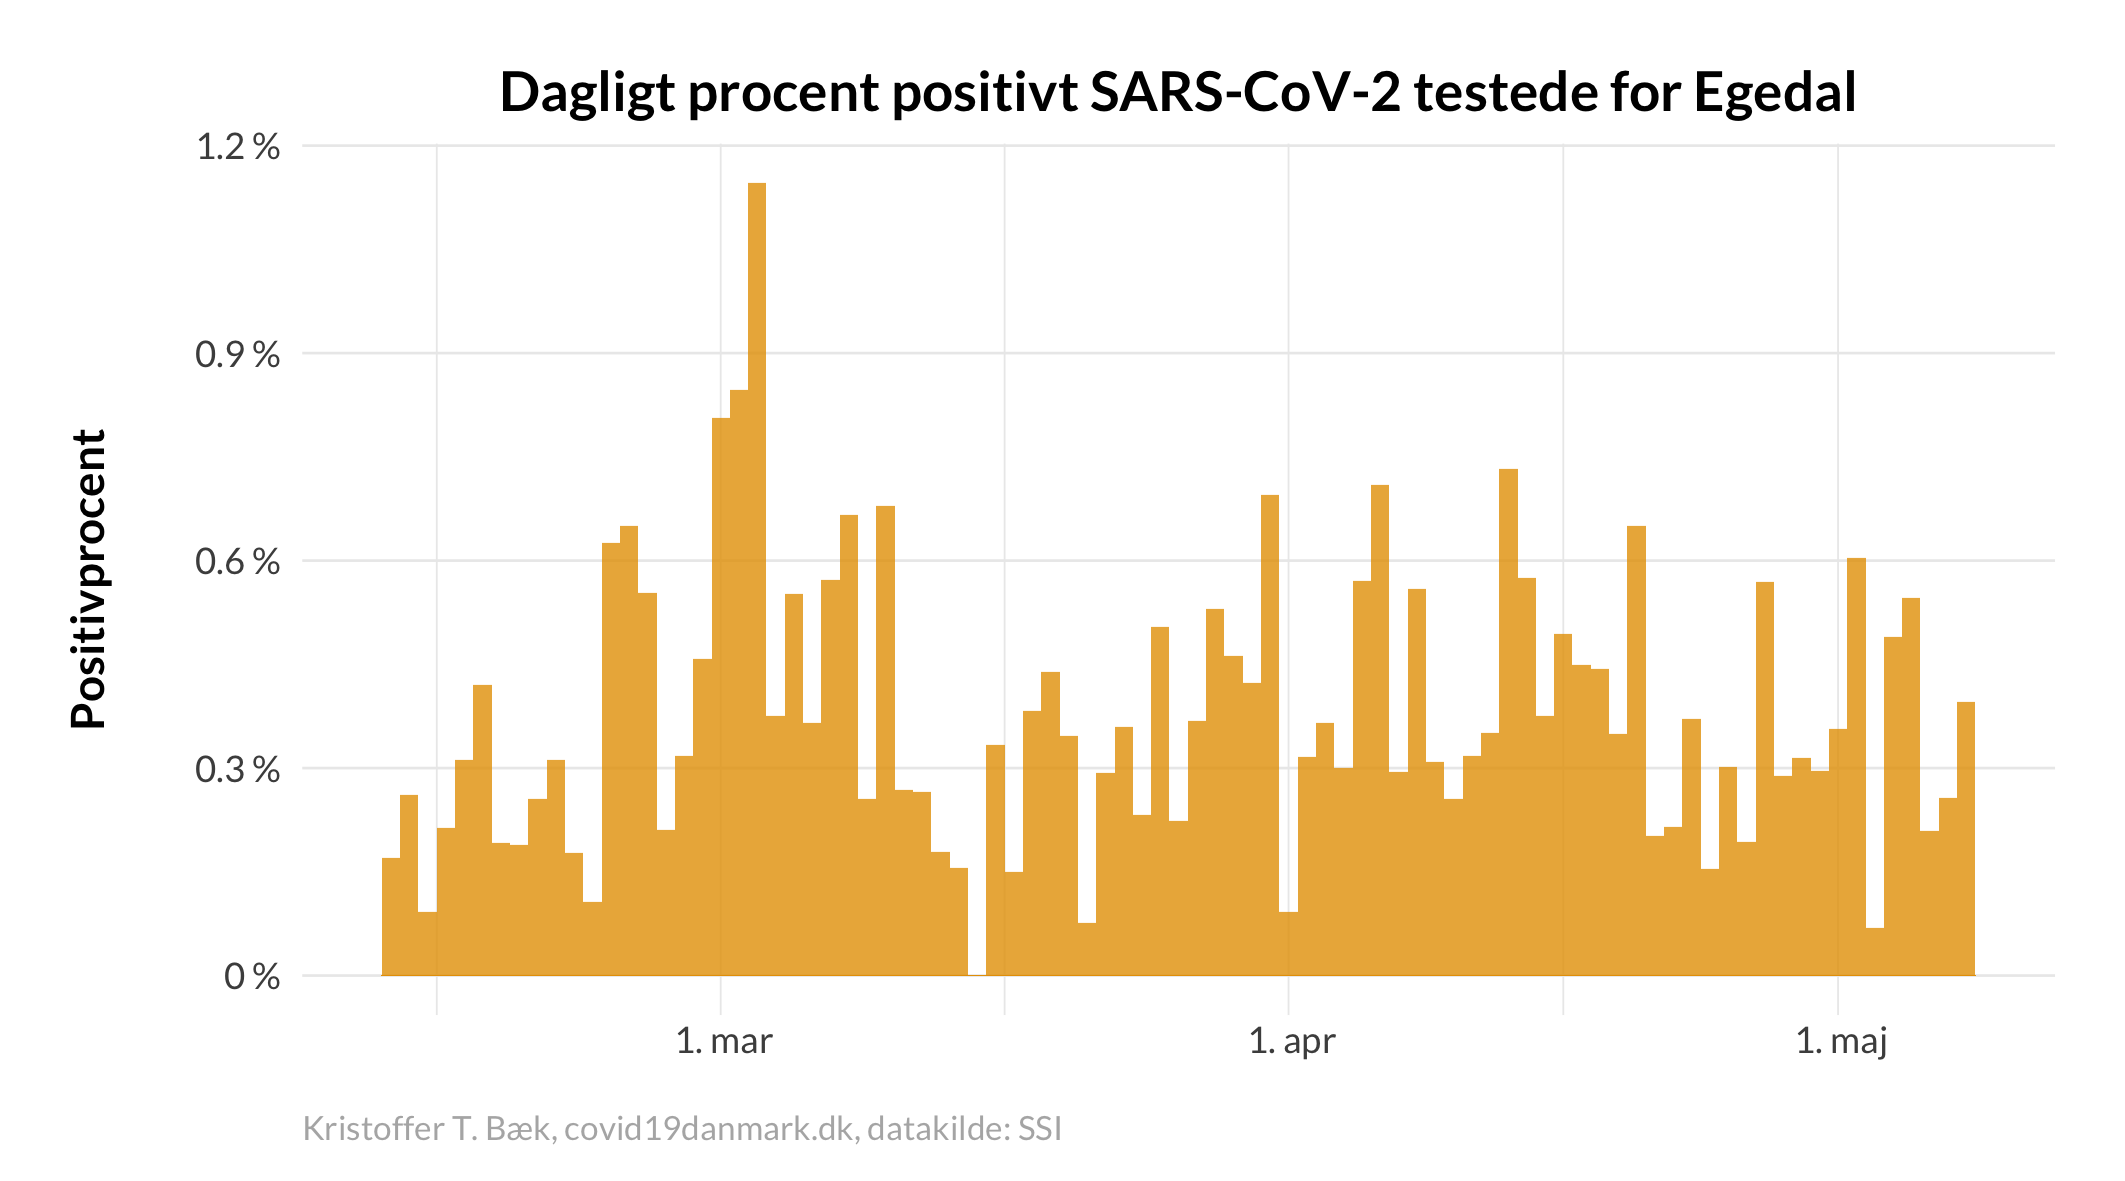 Dagligt procent positivt SARS-CoV-2 testede for Egedal
1.2 %
0.9 %
0.6 %
0.3 %
0 %
Positivprocent
1. mar
1. apr
1. maj
Kristoffer T. Bæk, covid19danmark.dk, datakilde: SSI